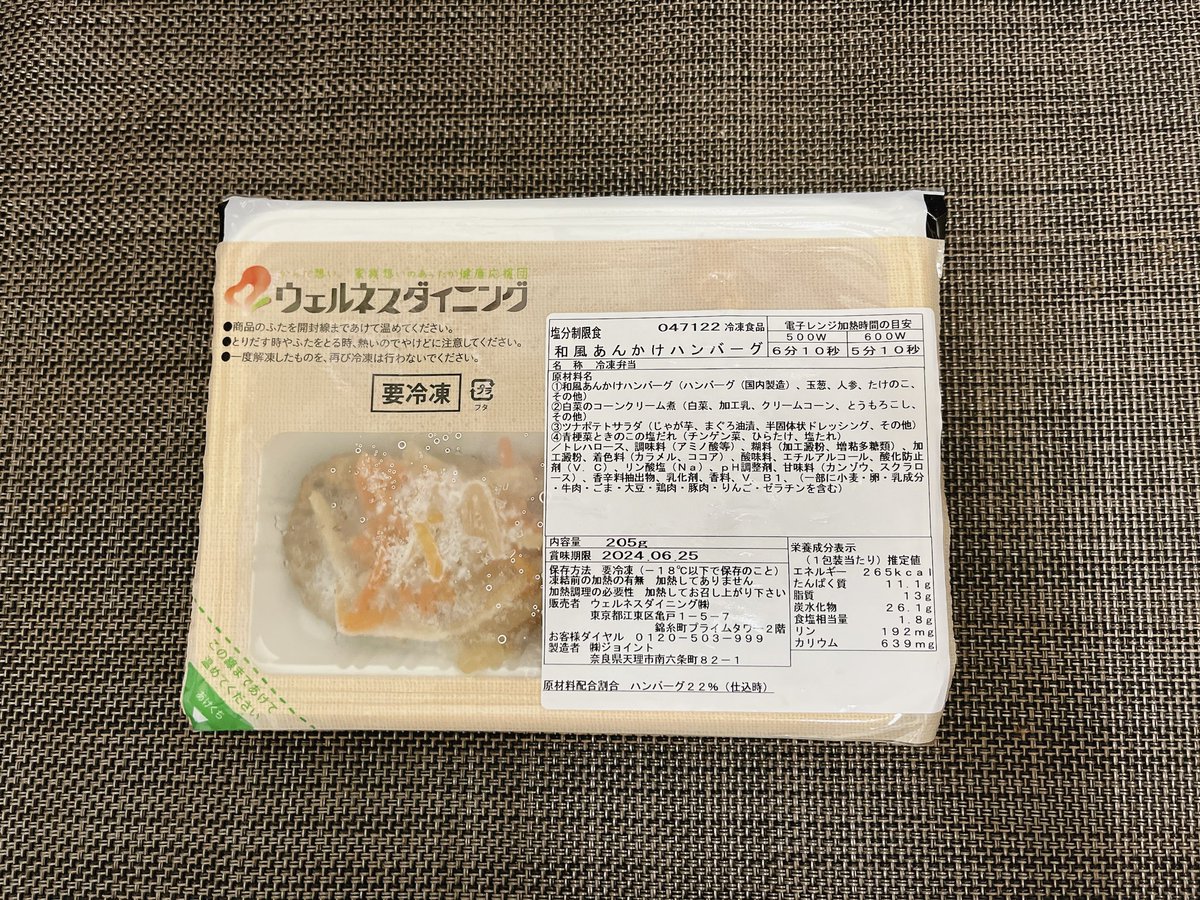 想い。家族想いのあったか健康応援団
ウェルネスダイニング
●商品のふたを開封線まであけて温めてください。
●とりだす時やふたをとる時、熱いのでやけどに注意してください。
●一度解凍したものを、再び冷凍は行わないでください。
要冷凍
プラ
フタ
この線まであけて
温めてください
あけくち
塩分制限食 047122 冷凍食品
和風あんかけハンバーグ
電子レンジ加熱時間の目安
500W 600W
6分10秒 5分10秒
名 称 冷凍弁当
原材料名
①和風あんかけハンバーグ（ハンバーグ（国内製造）、玉葱、人参、たけのこ、
その他）
②白菜のコーンクリーム煮（白菜、加工乳、クリームコーン、とうもろこし、
その他）
③ツナポテトサラダ（じゃが芋、まぐろ油漬、半固体状ドレッシング、その他）
④青梗菜ときのこの塩だれ（チンゲン菜、ひらたけ、塩たれ）
／トレハロース、調味料（アミノ酸等）、糊料（加工澱粉、増粘多糖類）、加
工澱粉、着色料（カラメル、ココア）、酸味料、エチルアルコール、酸化防止
剤（V．C）、リン酸塩（Na）、pH調整剤、甘味料（カンゾウ、スクラロ
ース）、香辛料抽出物、乳化剤、香料、V．B1、（一部に小麦・卵・乳成分
・牛肉・ごま・大豆・鶏肉・豚肉・りんご・ゼラチンを含む）
内容量 205g
賞味期限 2024.06.25
保存方法 要冷凍（－18℃以下で保存のこと）
凍結前の加熱の有無 加熱してありません
加熱調理の必要性 加熱してお召し上がり下さい
販売者 ウェルネスダイニング㈱
東京都江東区亀戸1－5－7
錦糸町プライムタワー2階
お客様ダイヤル 0120－503－999
製造者 ㈱ジョイント
奈良県天理市南六条町82－1
栄養成分表示
（1包装当たり）推定値
エネルギー 265kcal
たんぱく質 11.1g
脂質 13g
炭水化物 26.1g
食塩相当量 1.8g
リン 192mg
カリウム 639mg
原材料配合割合 ハンバーグ22％（仕込時）